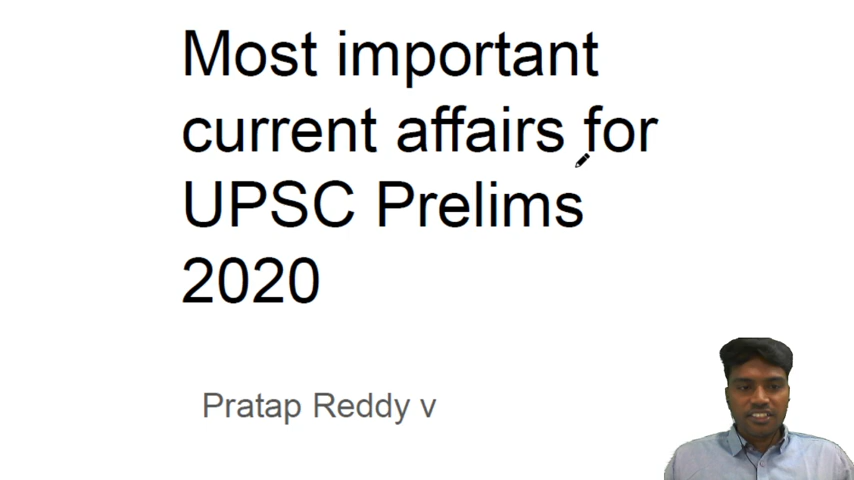 Most important
current affairs for
UPSC Prelims
2020
Pratap Reddy v